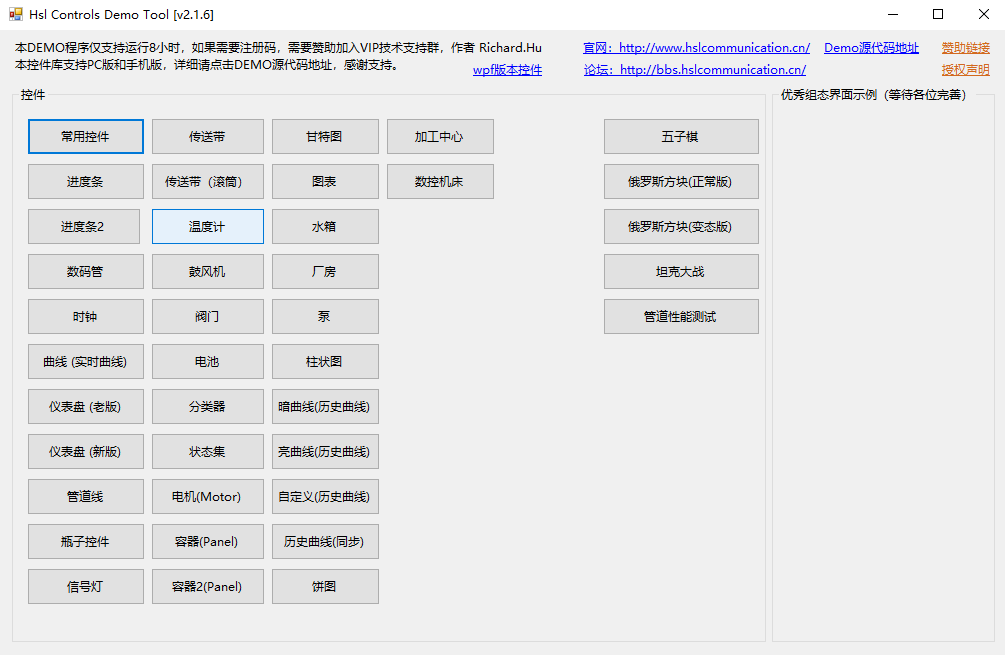 Hsl Controls Demo Tool [v2.1.6]
本DEMO程序仅支持运行8小时，如果需要注册码，需要赞助加入VIP技术支持群，作者 Richard.Hu
官网：http://www.hslcommunication.cn/
Demo源代码地址
赞助链接
本控件库支持PC版和手机版，详细请点击DEMO源代码地址，感谢支持。
wpf版本控件
论坛：http://bbs.hslcommunication.cn/
授权声明
控件
优秀组态界面示例（等待各位完善）
常用控件
传送带
甘特图
加工中心
五子棋
进度条
传送带（滚筒）
图表
数控机床
俄罗斯方块(正常版)
进度条2
温度计
水箱
俄罗斯方块(变态版)
数码管
鼓风机
厂房
坦克大战
时钟
阀门
泵
管道性能测试
曲线 (实时曲线)
电池
柱状图
仪表盘 (老版)
分类器
暗曲线(历史曲线)
仪表盘 (新版)
状态集
亮曲线(历史曲线)
管道线
电机(Motor)
自定义(历史曲线)
瓶子控件
容器(Panel)
历史曲线(同步)
信号灯
容器2(Panel)
饼图